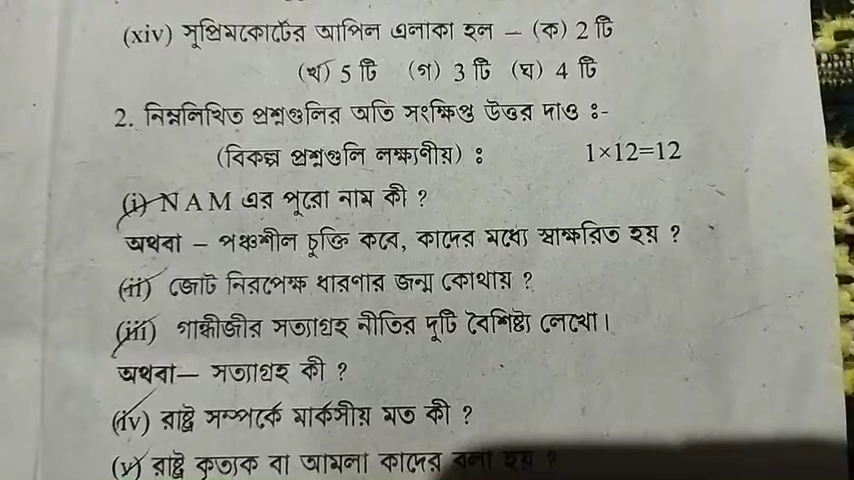 (xiv) সুপ্রিমকোর্টের আপিল এলাকা হল – (ক) 2 টি
(খ) 5 টি (গ) 3 টি (ঘ) 4 টি
2. নিম্নলিখিত প্রশ্নগুলির অতি সংক্ষিপ্ত উত্তর দাও ঃ-
(বিকল্প প্রশ্নগুলি লক্ষ্যণীয়) ঃ 1×12=12
(i) N A M এর পুরো নাম কী ?
অথবা – পঞ্চশীল চুক্তি কবে, কাদের মধ্যে স্বাক্ষরিত হয় ?
(ii) জোট নিরপেক্ষ ধারণার জন্ম কোথায় ?
(iii) গান্ধীজীর সত্যাগ্রহ নীতির দুটি বৈশিষ্ট্য লেখো।
অথবা— সত্যাগ্রহ কী ?
(iv) রাষ্ট্র সম্পর্কে মার্কসীয় মত কী ?
(v) রাষ্ট্র কৃত্যক বা আমলা কাদের বলা হয় ?